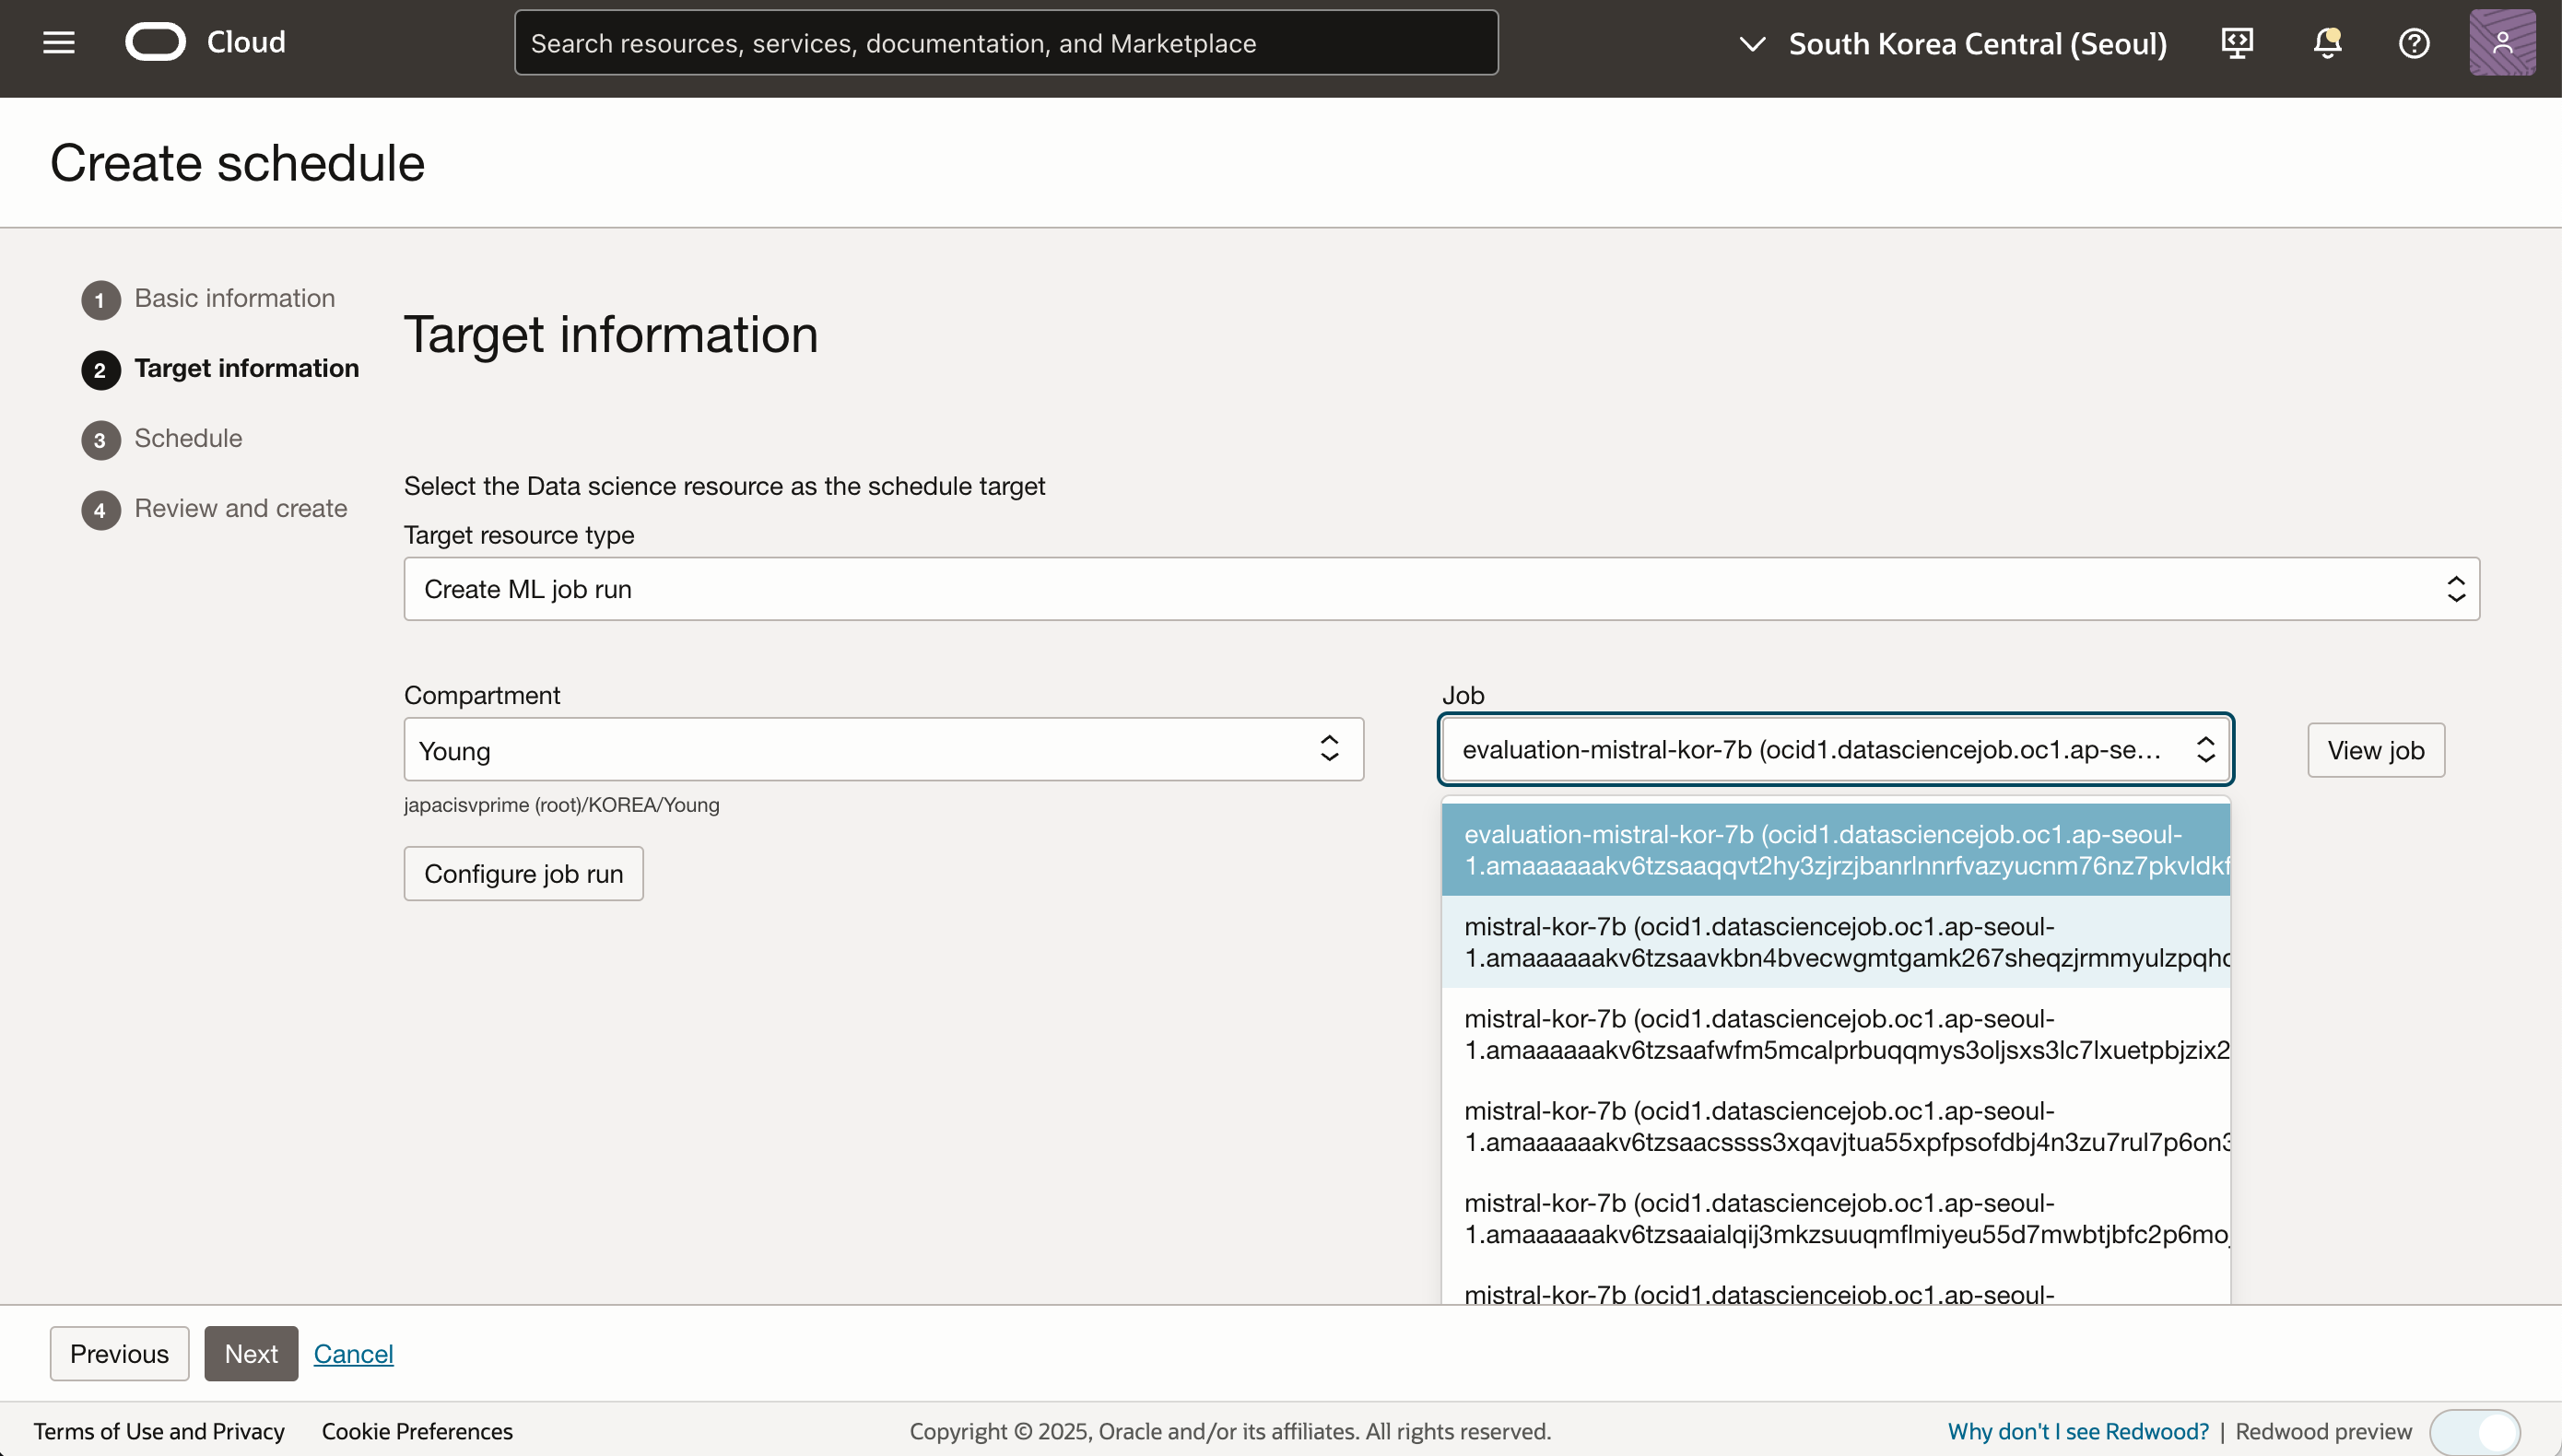 Cloud
Search resources, services, documentation, and Marketplace
South Korea Central (Seoul)
Create schedule
1 Basic information
2 Target information
3 Schedule
4 Review and create
Target information
Select the Data science resource as the schedule target
Target resource type
Create ML job run
Compartment
Young
japacisvprime (root)/KOREA/Young
Configure job run
Job
evaluation-mistral-kor-7b (ocid1.datasciencejob.oc1.ap-se...
View job
evaluation-mistral-kor-7b (ocid1.datasciencejob.oc1.ap-seoul-
1.amaaaaaakv6tzsaaqqvt2hy3zjrzjbanrlnnrfvazyucnm76nz7pkvldkf
mistral-kor-7b (ocid1.datasciencejob.oc1.ap-seoul-
1.amaaaaaakv6tzsaavkbn4bvecwgmtgamk267sheqzjrmmyulzpqhc
mistral-kor-7b (ocid1.datasciencejob.oc1.ap-seoul-
1.amaaaaaakv6tzsaafwfm5mcalprbuqqmys3oljsxs3lc7lxuetpbjzix2
mistral-kor-7b (ocid1.datasciencejob.oc1.ap-seoul-
1.amaaaaaakv6tzsaacssss3xqavjtua55xpfpsofdbj4n3zu7rul7p6on3
mistral-kor-7b (ocid1.datasciencejob.oc1.ap-seoul-
1.amaaaaaakv6tzsaaialqij3mkzsuuqmflmiyeu55d7mwbtjbfc2p6moj
mistral-kor-7b (ocid1.datasciencejob.oc1.ap-seoul-
Previous
Next
Cancel
Terms of Use and Privacy
Cookie Preferences
Copyright © 2025, Oracle and/or its affiliates. All rights reserved.
Why don't I see Redwood? | Redwood preview